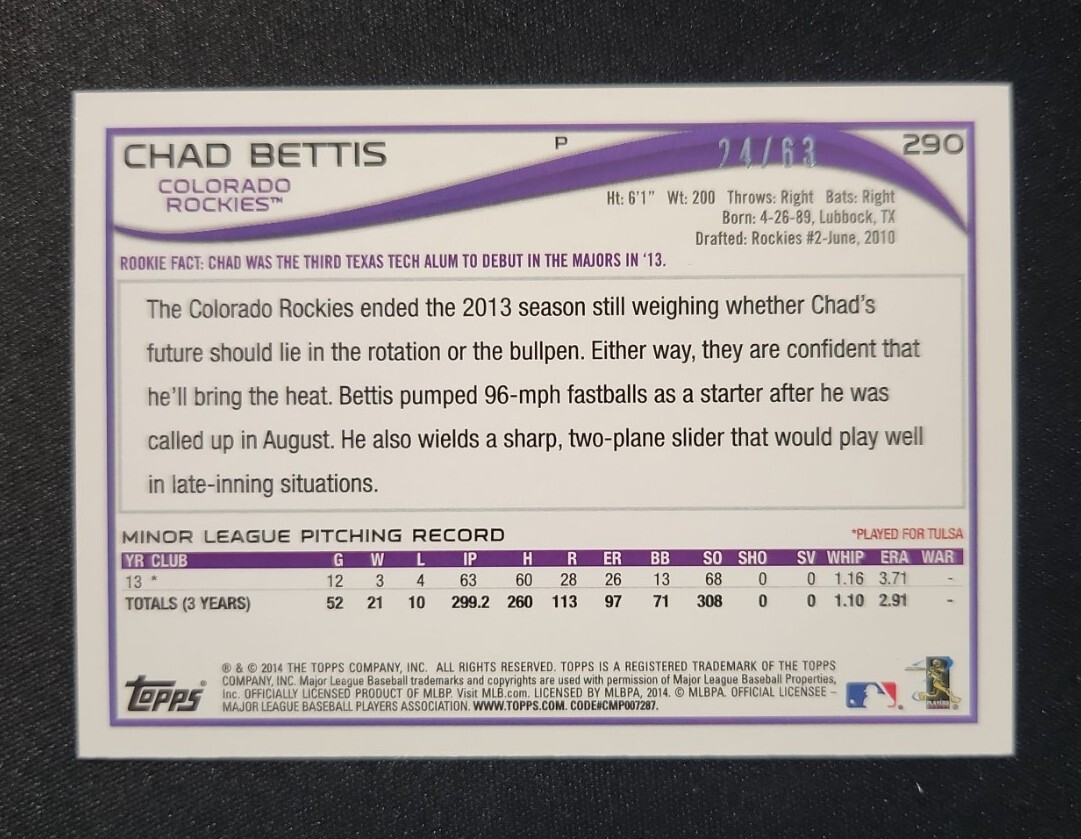 CHAD BETTIS P 24/63 290
COLORADO
ROCKIES™
Ht: 6'1" Wt: 200 Throws: Right Bats: Right
Born: 4-26-89, Lubbock, TX
Drafted: Rockies #2-June, 2010
ROOKIE FACT: CHAD WAS THE THIRD TEXAS TECH ALUM TO DEBUT IN THE MAJORS IN '13.
The Colorado Rockies ended the 2013 season still weighing whether Chad's
future should lie in the rotation or the bullpen. Either way, they are confident that
he'll bring the heat. Bettis pumped 96-mph fastballs as a starter after he was
called up in August. He also wields a sharp, two-plane slider that would play well
in late-inning situations.
MINOR LEAGUE PITCHING RECORD *PLAYED FOR TULSA
YR CLUB G W L IP H R ER BB SO SHO SV WHIP ERA WAR
13 * 12 3 4 63 60 28 26 13 68 0 0 1.16 3.71 -
TOTALS (3 YEARS) 52 21 10 299.2 260 113 97 71 308 0 0 1.10 2.91 -
topps®
® & © 2014 THE TOPPS COMPANY, INC. ALL RIGHTS RESERVED. TOPPS IS A REGISTERED TRADEMARK OF THE TOPPS
COMPANY, INC. Major League Baseball trademarks and copyrights are used with permission of Major League Baseball Properties,
Inc. OFFICIALLY LICENSED PRODUCT OF MLBP. Visit MLB.com. LICENSED BY MLBPA, 2014. © MLBPA. OFFICIAL LICENSEE –
MAJOR LEAGUE BASEBALL PLAYERS ASSOCIATION. WWW.TOPPS.COM. CODE#CMP007287.